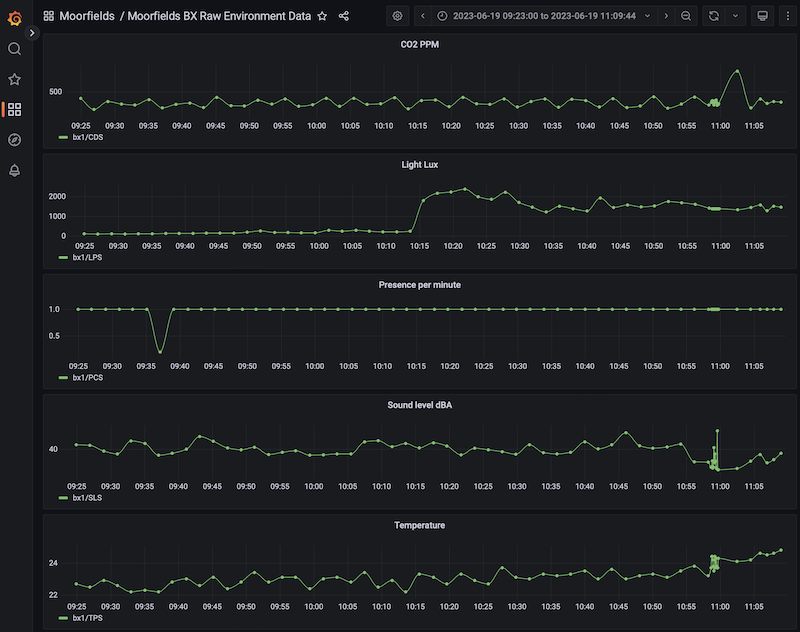 Moorfields / Moorfields BX Raw Environment Data
2023-06-19 09:23:00 to 2023-06-19 11:09:44
CO2 PPM
500
09:25 09:30 09:35 09:40 09:45 09:50 09:55 10:00 10:05 10:10 10:15 10:20 10:25 10:30 10:35 10:40 10:45 10:50 10:55 11:00 11:05
bx1/CDS
Light Lux
2000
1000
0
09:25 09:30 09:35 09:40 09:45 09:50 09:55 10:00 10:05 10:10 10:15 10:20 10:25 10:30 10:35 10:40 10:45 10:50 10:55 11:00 11:05
bx1/LPS
Presence per minute
1.0
0.5
09:25 09:30 09:35 09:40 09:45 09:50 09:55 10:00 10:05 10:10 10:15 10:20 10:25 10:30 10:35 10:40 10:45 10:50 10:55 11:00 11:05
bx1/PCS
Sound level dBA
40
09:25 09:30 09:35 09:40 09:45 09:50 09:55 10:00 10:05 10:10 10:15 10:20 10:25 10:30 10:35 10:40 10:45 10:50 10:55 11:00 11:05
bx1/SLS
Temperature
24
22
09:25 09:30 09:35 09:40 09:45 09:50 09:55 10:00 10:05 10:10 10:15 10:20 10:25 10:30 10:35 10:40 10:45 10:50 10:55 11:00 11:05
bx1/TPS